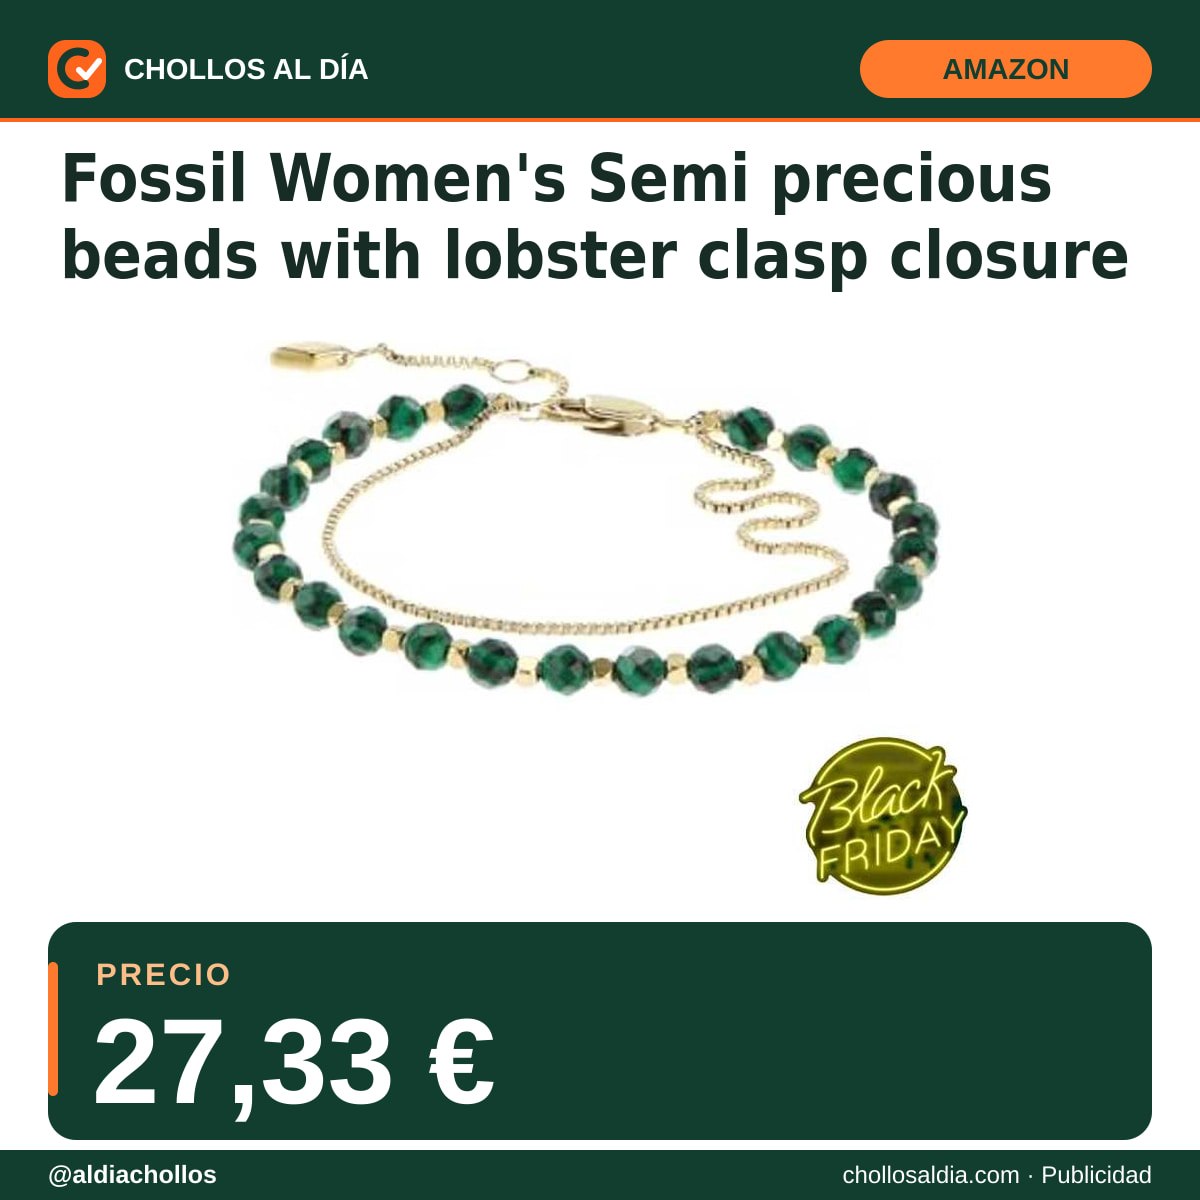 CHOLLOS AL DÍA
AMAZON
Fossil Women's Semi precious
beads with lobster clasp closure
Black
FRIDAY
PRECIO
27,33 €
@aldiachollos
chollosaldia.com · Publicidad